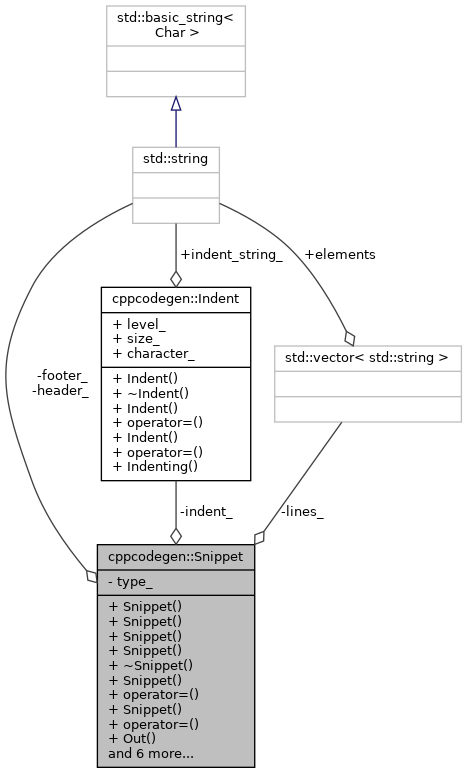 std::basic_string<
Char >
std::string
+indent_string_
+elements
cppcodegen::Indent
+ level_
+ size_
+ character_
+ Indent()
+ ~Indent()
+ Indent()
+ operator=()
+ Indent()
+ operator=()
+ Indenting()
std::vector< std::string >
-footer_
-header_
-indent_
-lines_
cppcodegen::Snippet
- type_
+ Snippet()
+ Snippet()
+ Snippet()
+ Snippet()
+ ~Snippet()
+ Snippet()
+ operator=()
+ Snippet()
+ operator=()
+ Out()
and 6 more...